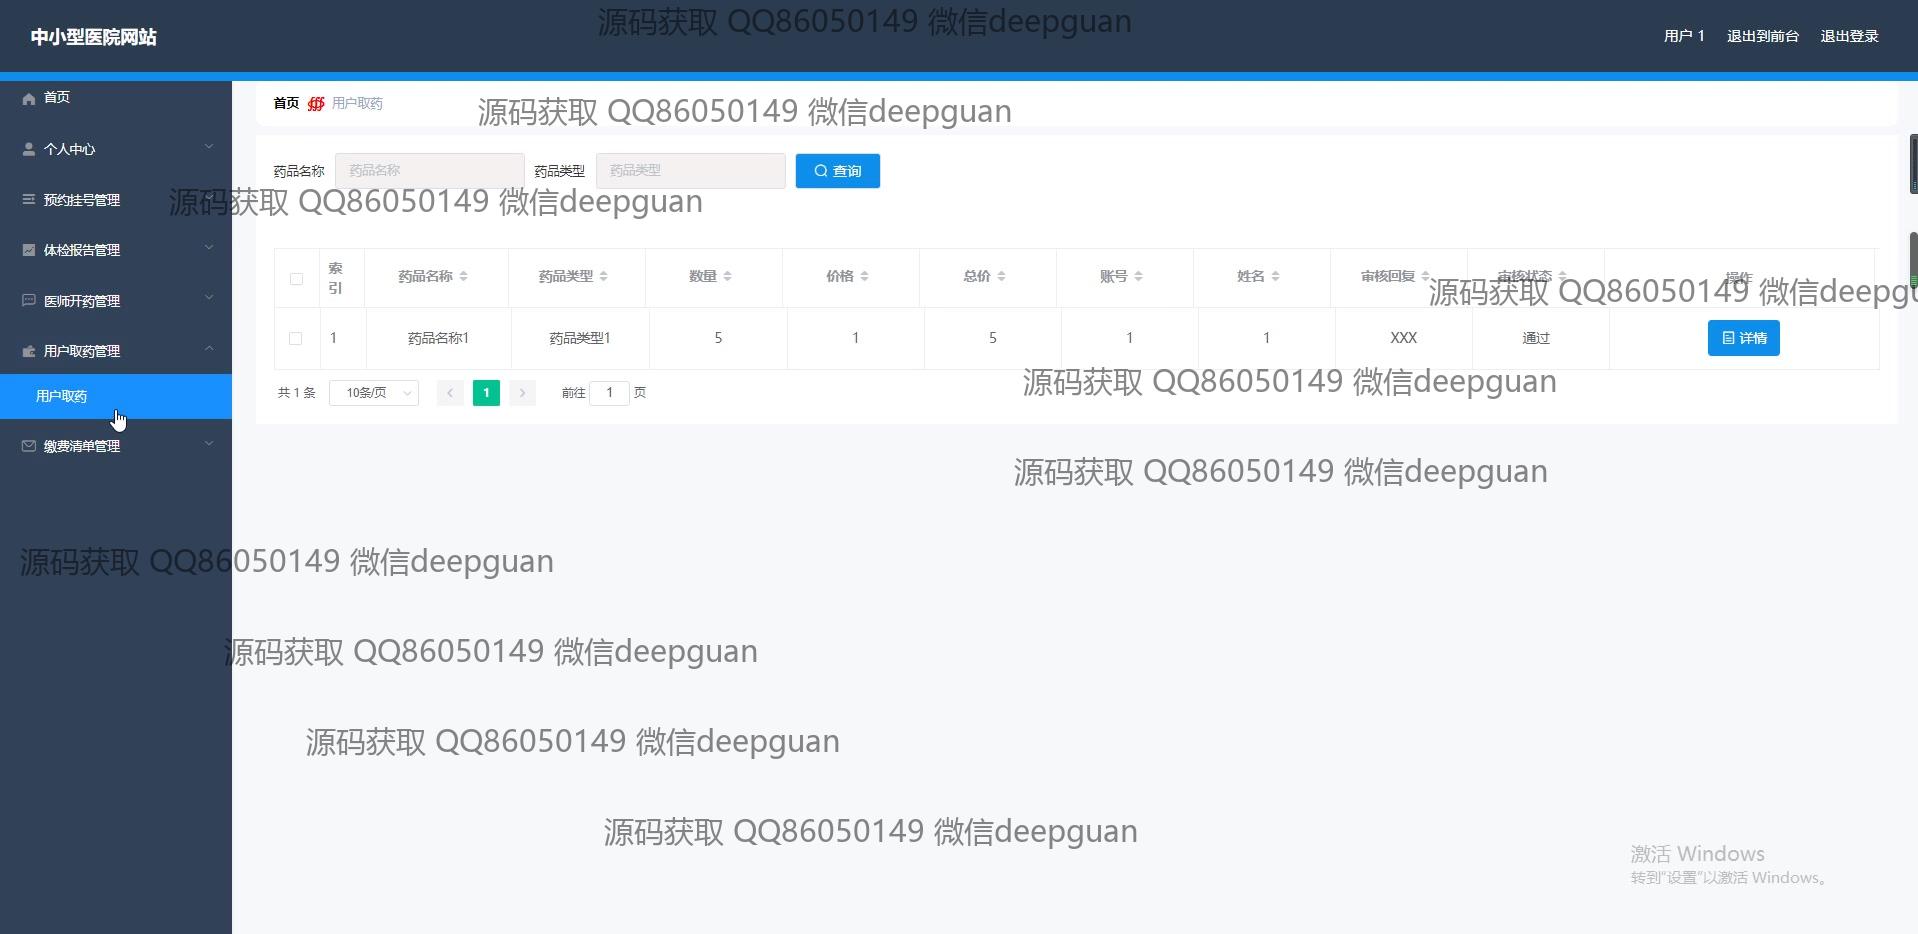 源码获取 QQ86050149 微信deepguan
中小型医院网站
用户 1 退出到前台 退出登录
首页
个人中心
预约挂号管理
体检报告管理
医师开药管理
用户取药管理
用户取药
缴费清单管理
首页 用户取药
源码获取 QQ86050149 微信deepguan
药品名称 药品名称 药品类型 药品类型 查询
源码获取 QQ86050149 微信deepguan
索引 药品名称 药品类型 数量 价格 总价 账号 姓名 审核回复 审核状态 操作
源码获取 QQ86050149 微信deepgu
1 药品名称1 药品类型1 5 1 5 1 1 XXX 通过 详情
源码获取 QQ86050149 微信deepguan
共 1 条 10条/页 1 前往 1 页
源码获取 QQ86050149 微信deepguan
源码获取 QQ86050149 微信deepguan
源码获取 QQ86050149 微信deepguan
源码获取 QQ86050149 微信deepguan
源码获取 QQ86050149 微信deepguan
激活 Windows
转到“设置”以激活 Windows。